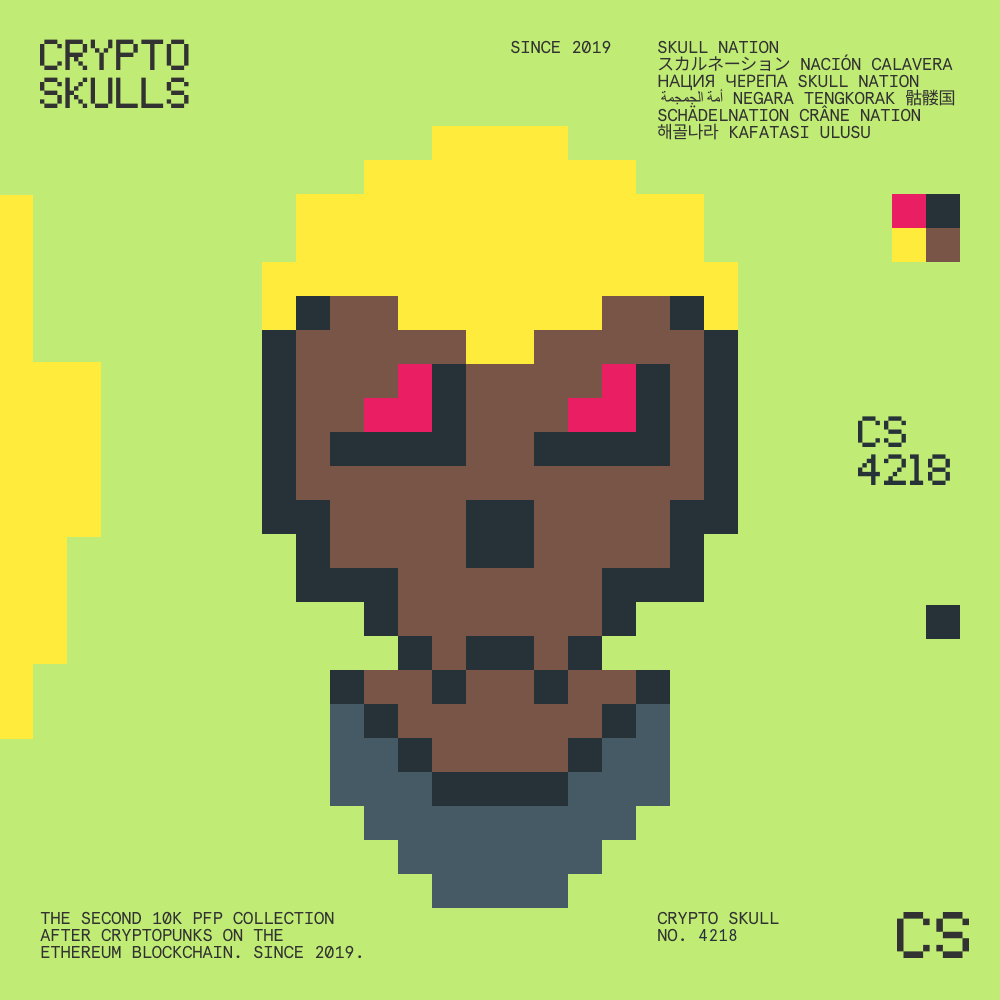 CRYPTO
SKULLS
SINCE 2019
SKULL NATION
スカルネーション NACIÓN CALAVERA
НАЦИЯ ЧЕРЕПА SKULL NATION
أمة الجمجمة NEGARA TENGKORAK 骷髅国
SCHÄDELNATION CRÂNE NATION
해골나라 KAFATASI ULUSU
CS
4218
THE SECOND 10K PFP COLLECTION
AFTER CRYPTOPUNKS ON THE
ETHEREUM BLOCKCHAIN. SINCE 2019.
CRYPTO SKULL
NO. 4218
CS